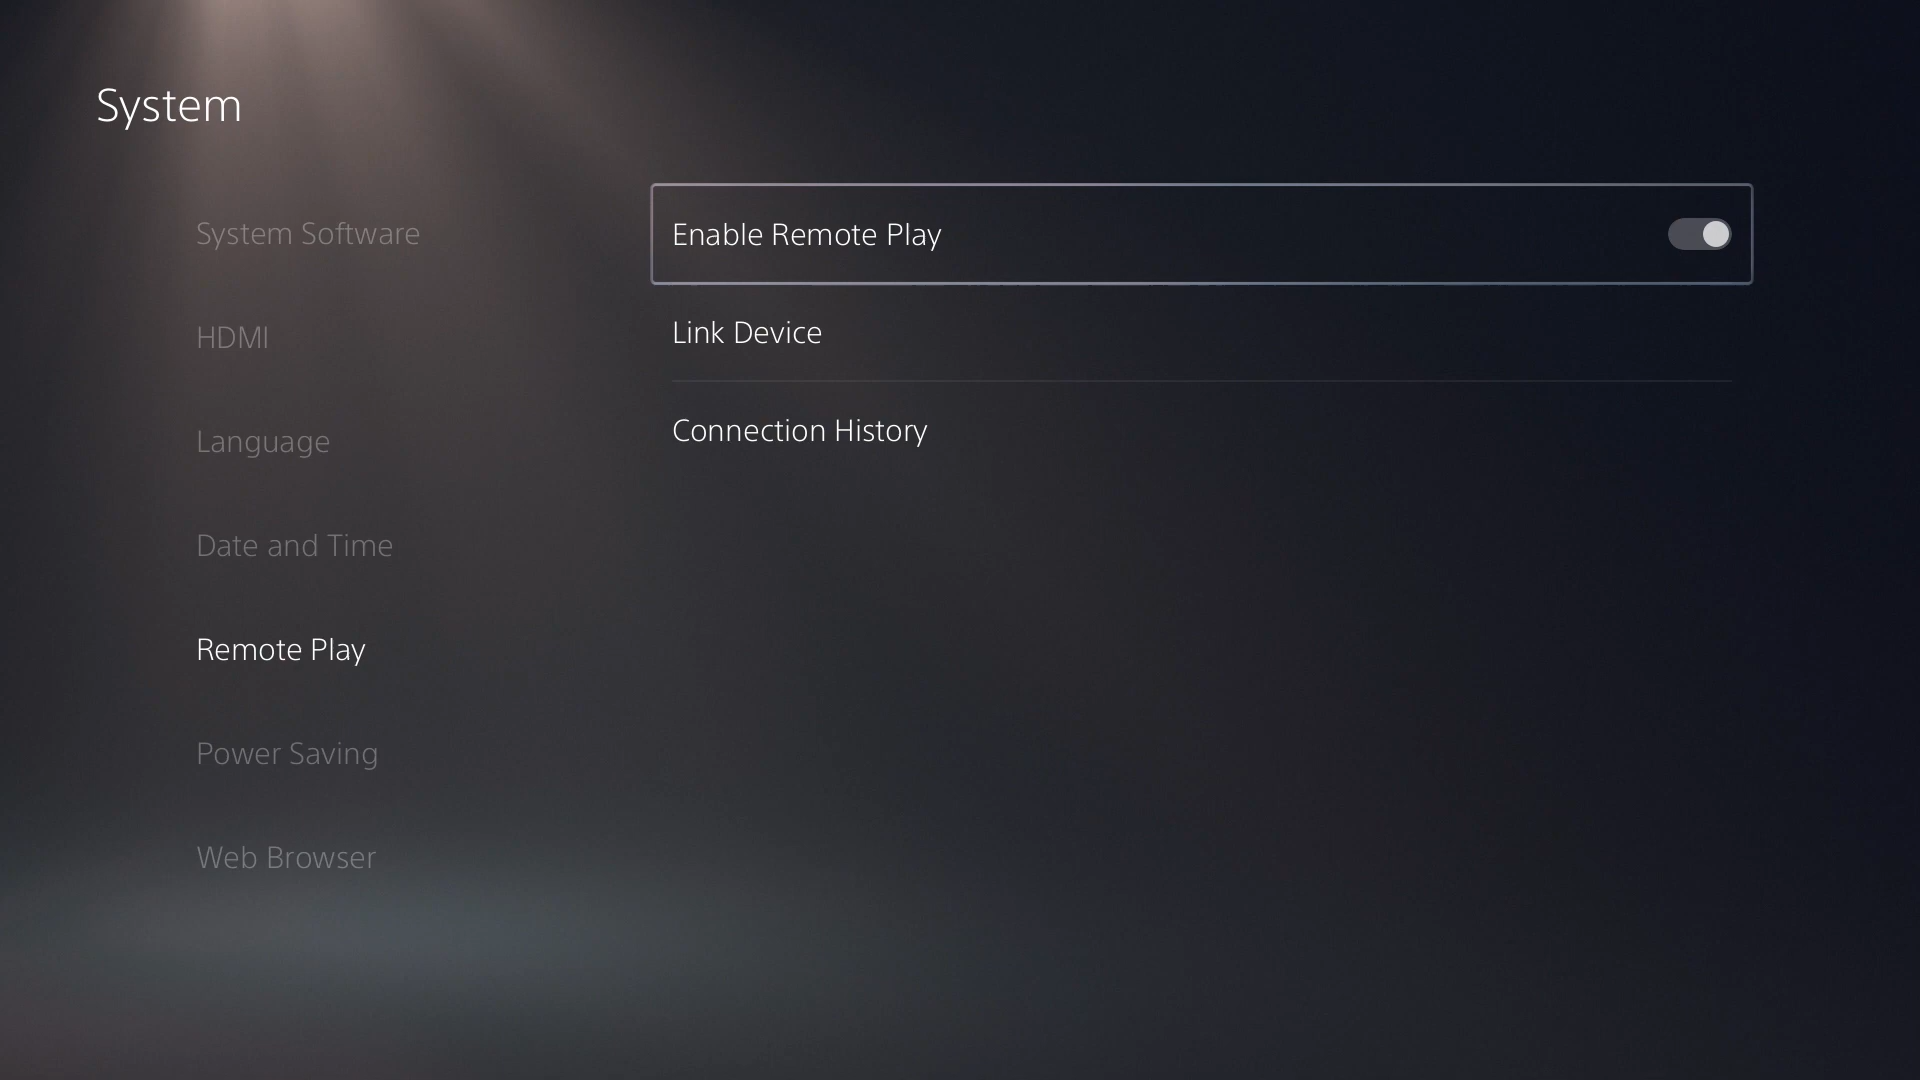 System
System Software
HDMI
Language
Date and Time
Remote Play
Power Saving
Web Browser
Enable Remote Play
Link Device
Connection History